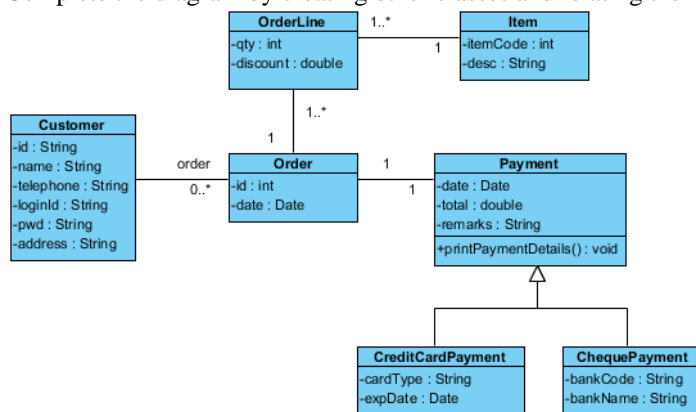 OrderLine
-qty : int
-discount : double
1..*
1
Item
-itemCode : int
-desc : String
1..*
1
Customer
-id : String
-name : String
-telephone : String
-loginId : String
-pwd : String
-address : String
order
0..*
Order
-id : int
-date : Date
1
1
Payment
-date : Date
-total : double
-remarks : String
+printPaymentDetails() : void
CreditCardPayment
-cardType : String
-expDate : Date
ChequePayment
-bankCode : String
-bankName : String